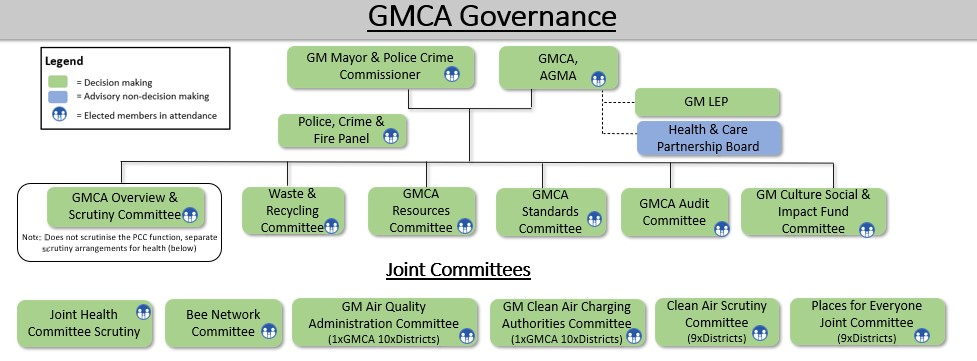 GMCA Governance
Legend
= Decision making
= Advisory non-decision making
= Elected members in attendance
GM Mayor & Police Crime
Commissioner
GMCA,
AGMA
GM LEP
Health & Care
Partnership Board
Police, Crime &
Fire Panel
GMCA Overview &
Scrutiny Committee
Note: Does not scrutinise the PCC function, separate
scrutiny arrangements for health (below)
Waste &
Recycling
Committee
GMCA
Resources
Committee
GMCA
Standards
Committee
GMCA Audit
Committee
GM Culture Social &
Impact Fund
Committee
Joint Committees
Joint Health
Committee Scrutiny
Bee Network
Committee
GM Air Quality
Administration Committee
(1xGMCA 10xDistricts)
GM Clean Air Charging
Authorities Committee
(1xGMCA 10xDistricts)
Clean Air Scrutiny
Committee
(9xDistricts)
Places for Everyone
Joint Committee
(9xDistricts)